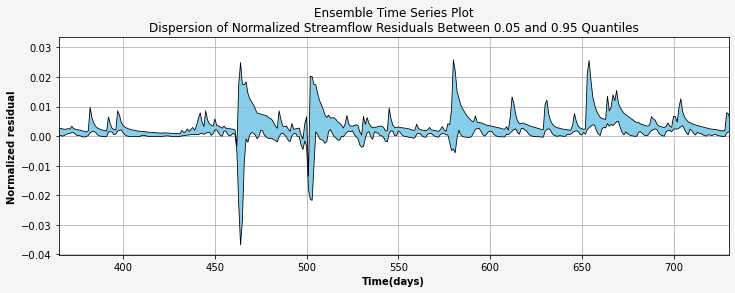 Ensemble Time Series Plot
Dispersion of Normalized Streamflow Residuals Between 0.05 and 0.95 Quantiles
0.03
0.02
0.01
0.00
−0.01
−0.02
−0.03
−0.04
Normalized residual
400 450 500 550 600 650 700
Time(days)